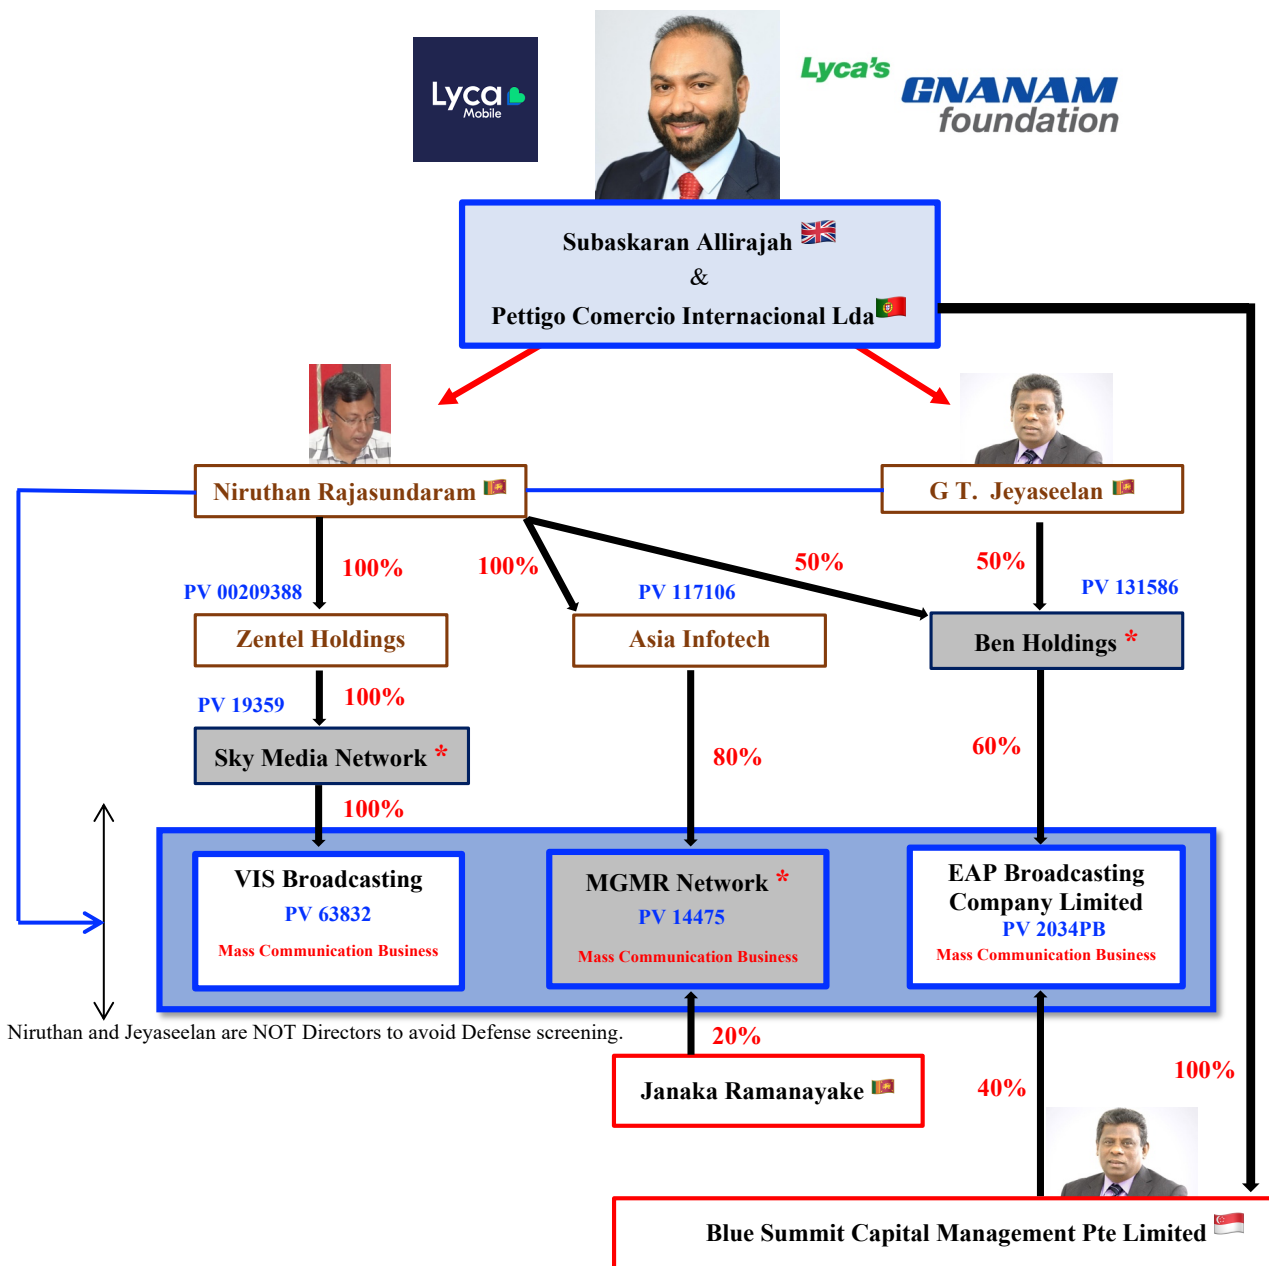 Lyca
Mobile
Lyca's
GNANAM
foundation
Subaskaran Allirajah
&
Pettigo Comercio Internacional Lda
Niruthan Rajasundaram
G T. Jeyaseelan
100%
100%
50%
50%
PV 00209388
PV 117106
PV 131586
Zentel Holdings
Asia Infotech
Ben Holdings *
PV 19359
100%
Sky Media Network *
80%
60%
100%
VIS Broadcasting
PV 63832
Mass Communication Business
MGMR Network *
PV 14475
Mass Communication Business
EAP Broadcasting
Company Limited
PV 2034PB
Mass Communication Business
Niruthan and Jeyaseelan are NOT Directors to avoid Defense screening.
20%
Janaka Ramanayake
40%
100%
Blue Summit Capital Management Pte Limited